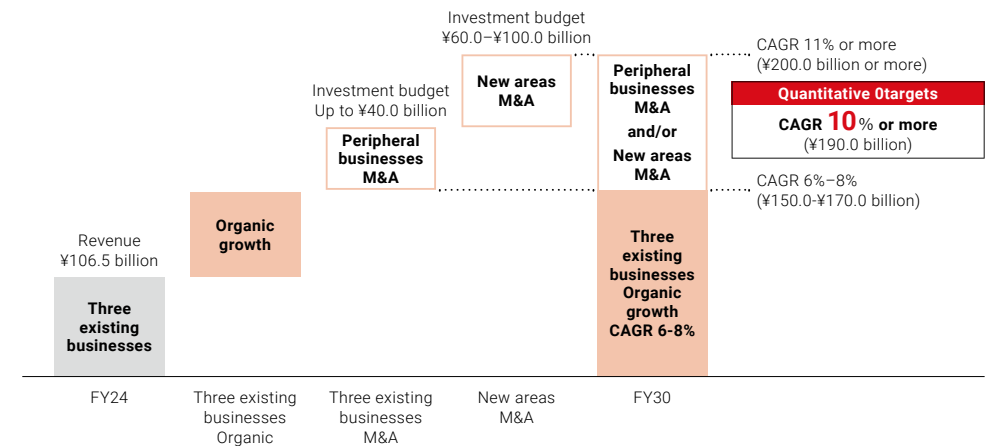 Investment budget
¥60.0–¥100.0 billion
New areas
M&A
Investment budget
Up to ¥40.0 billion
Peripheral
businesses
M&A
Organic
growth
Revenue
¥106.5 billion
Three
existing
businesses
Peripheral
businesses
M&A
and/or
New areas
M&A
Three
existing
businesses
Organic
growth
CAGR 6-8%
CAGR 11% or more
(¥200.0 billion or more)
Quantitative 0targets
CAGR 10% or more
(¥190.0 billion)
CAGR 6%–8%
(¥150.0-¥170.0 billion)
FY24
Three existing
businesses
Organic
Three existing
businesses
M&A
New areas
M&A
FY30